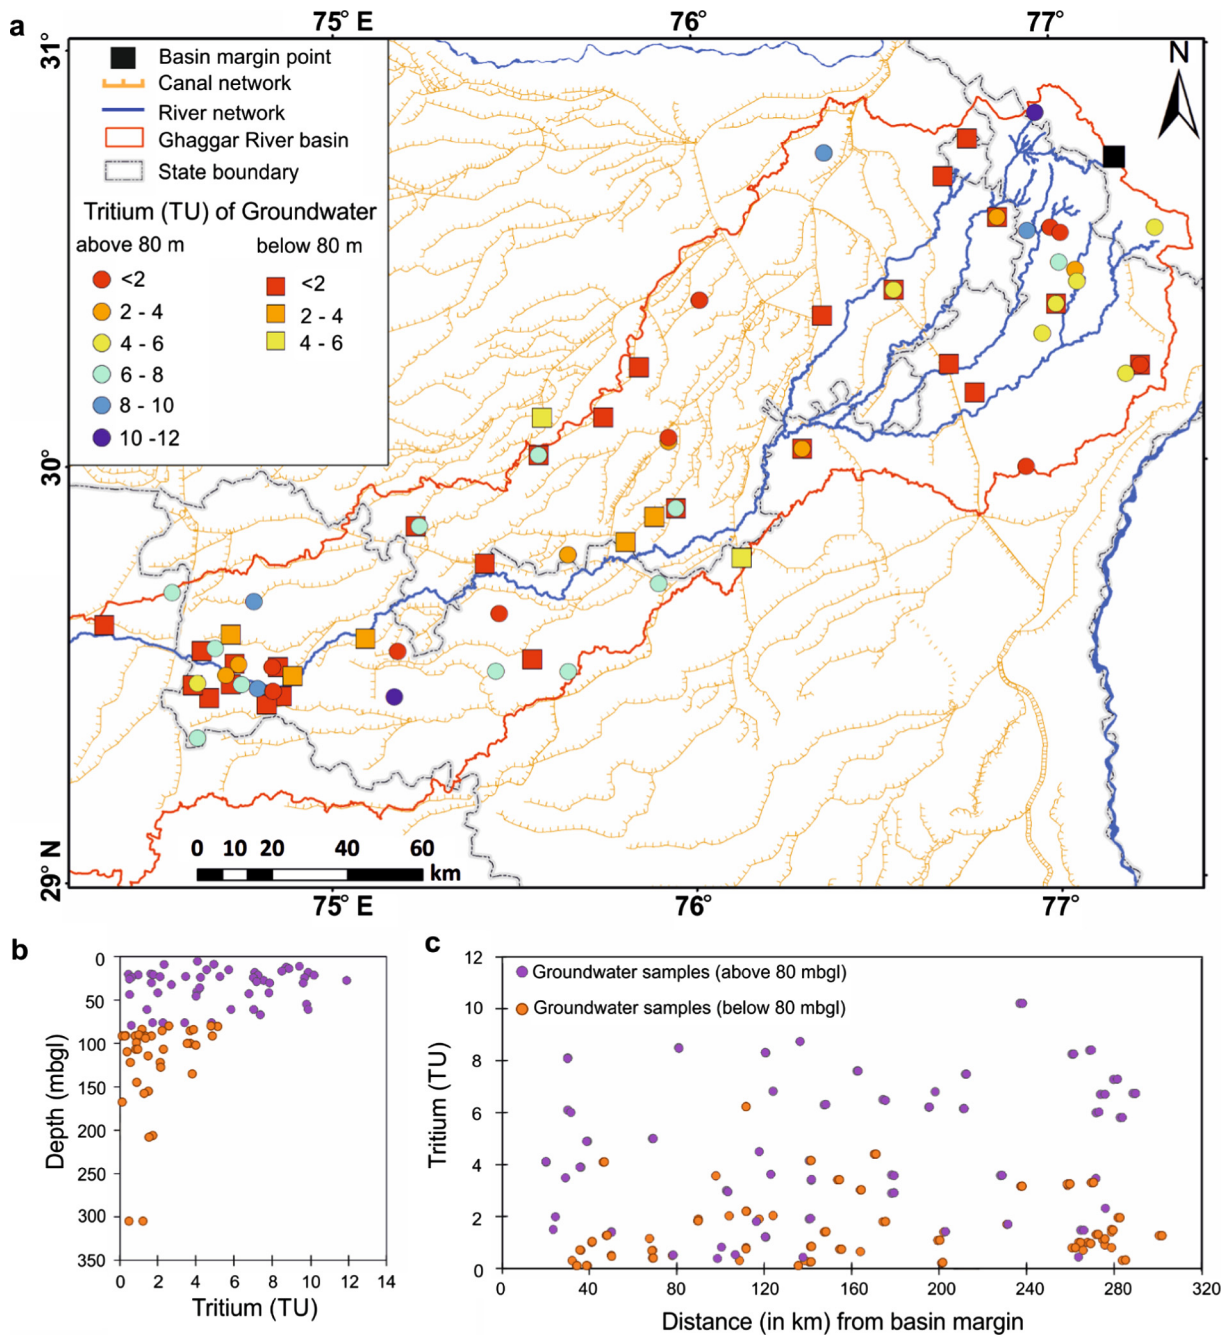 a
75° E
76°
77°
31°
30°
29° N
N
Basin margin point
Canal network
River network
Ghaggar River basin
State boundary
Tritium (TU) of Groundwater
above 80 m
below 80 m
<2
<2
2 - 4
2 - 4
4 - 6
4 - 6
6 - 8
8 - 10
10 -12
0 10 20 40 60
km
75° E
76°
77°
b
0
50
100
150
200
250
300
350
Depth (mbgl)
0 2 4 6 8 10 12 14
Tritium (TU)
c
12
10
8
6
4
2
0
Tritium (TU)
Groundwater samples (above 80 mbgl)
Groundwater samples (below 80 mbgl)
0 40 80 120 160 200 240 280 320
Distance (in km) from basin margin